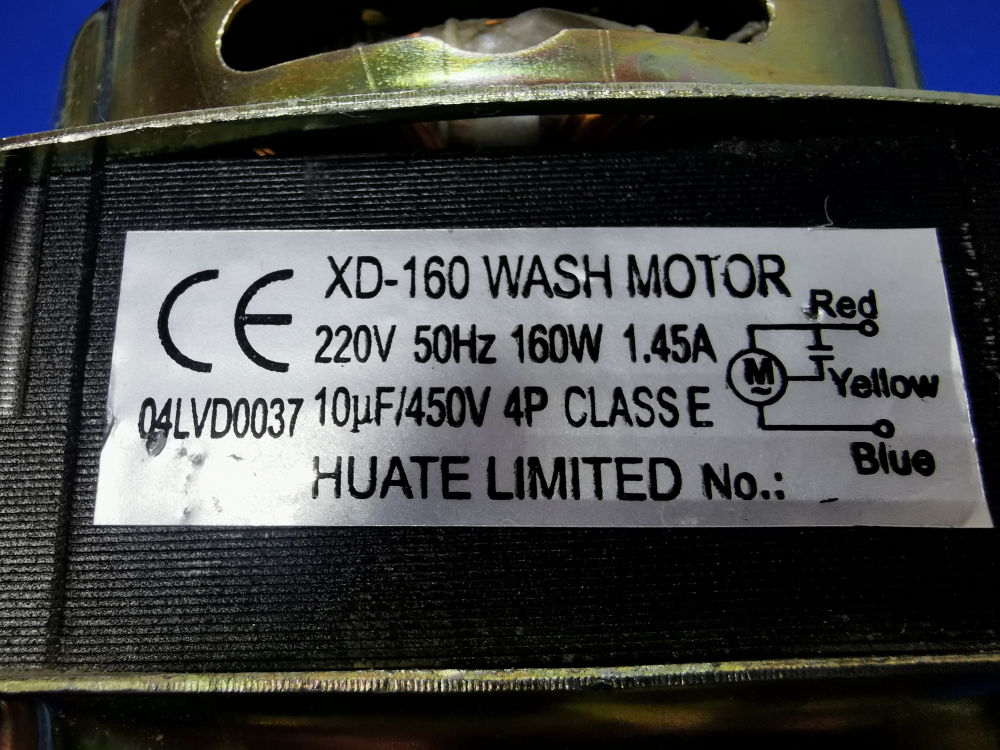 CE XD-160 WASH MOTOR
220V 50Hz 160W 1.45A
04LVD0037 10µF/450V 4P CLASS E
HUATE LIMITED No.:
Red
M
Yellow
Blue